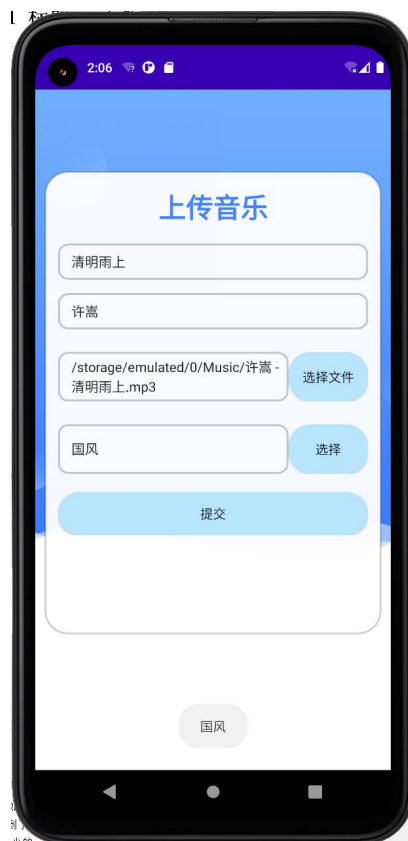 2:06
上传音乐
清明雨上
许嵩
/storage/emulated/0/Music/许嵩 -
清明雨上.mp3
选择文件
国风
选择
提交
国风